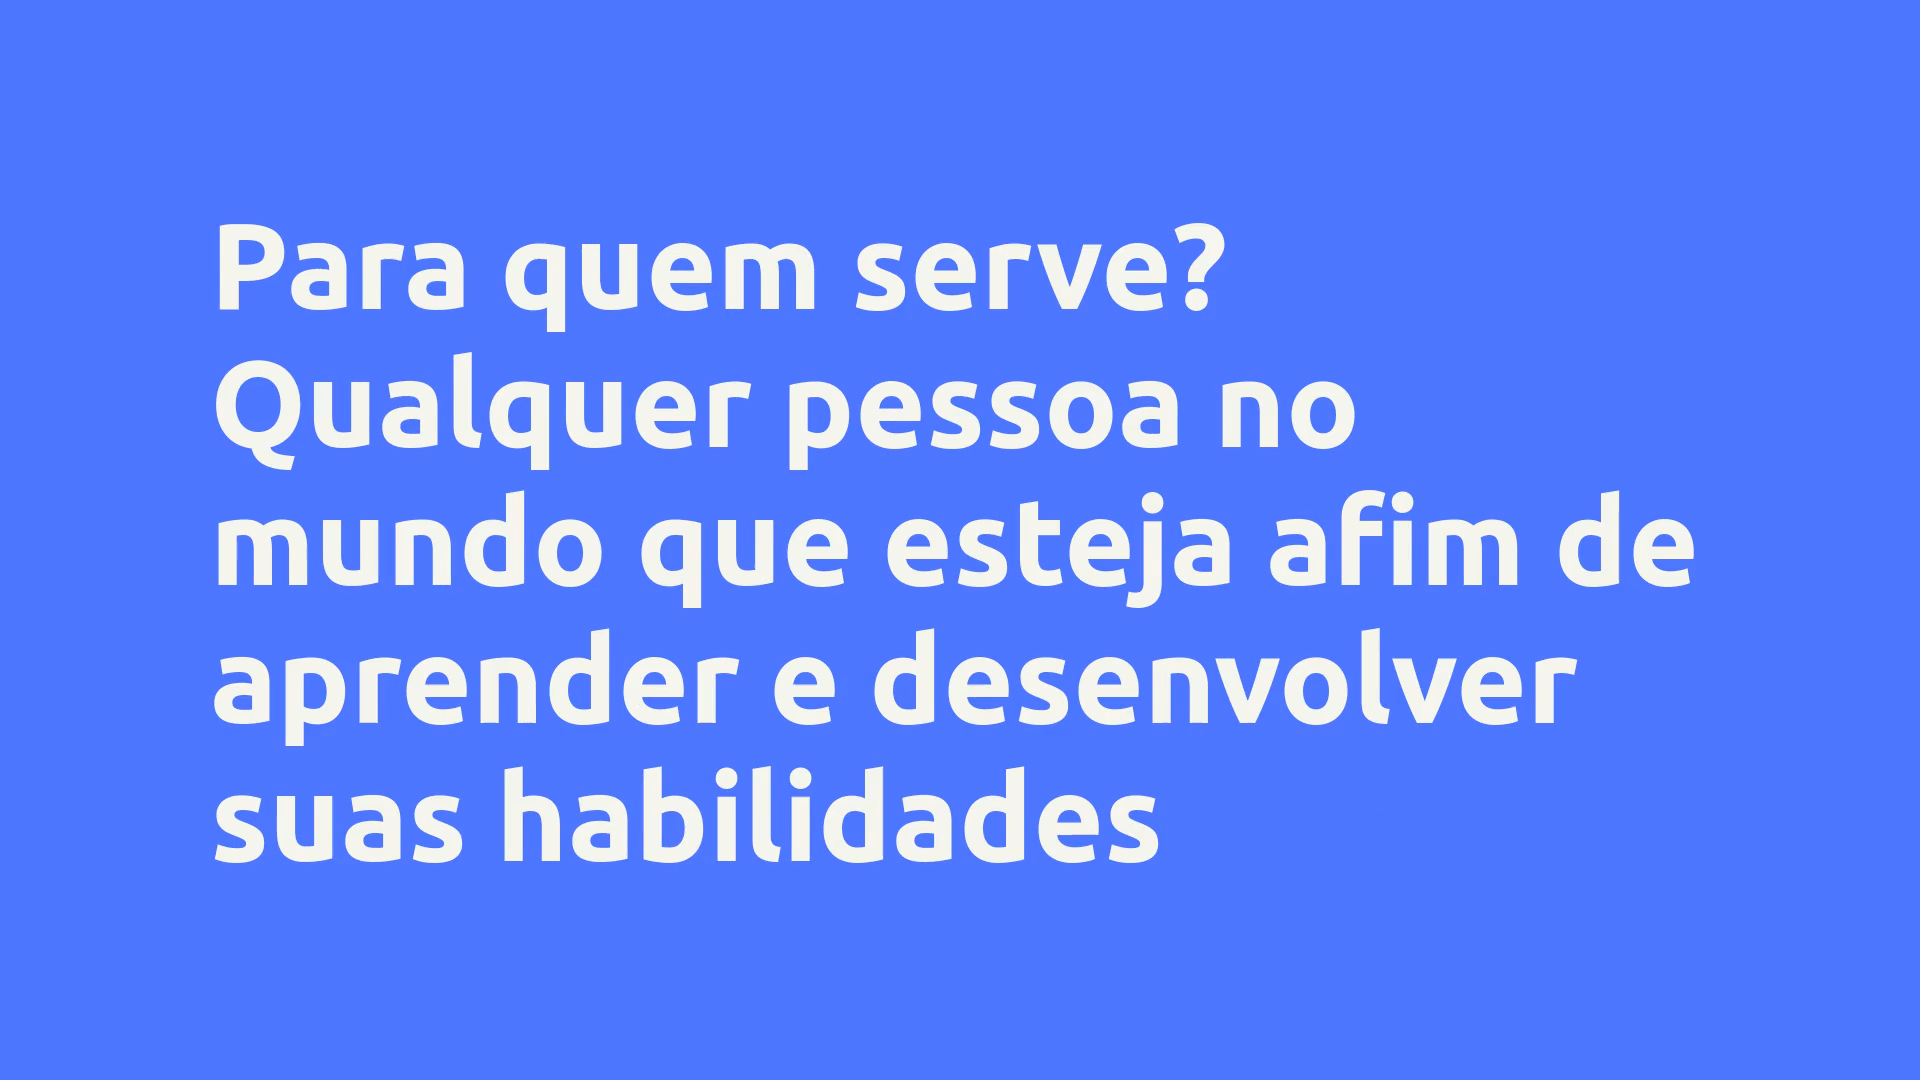 Para quem serve?
Qualquer pessoa no
mundo que esteja afim de
aprender e desenvolver
suas habilidades